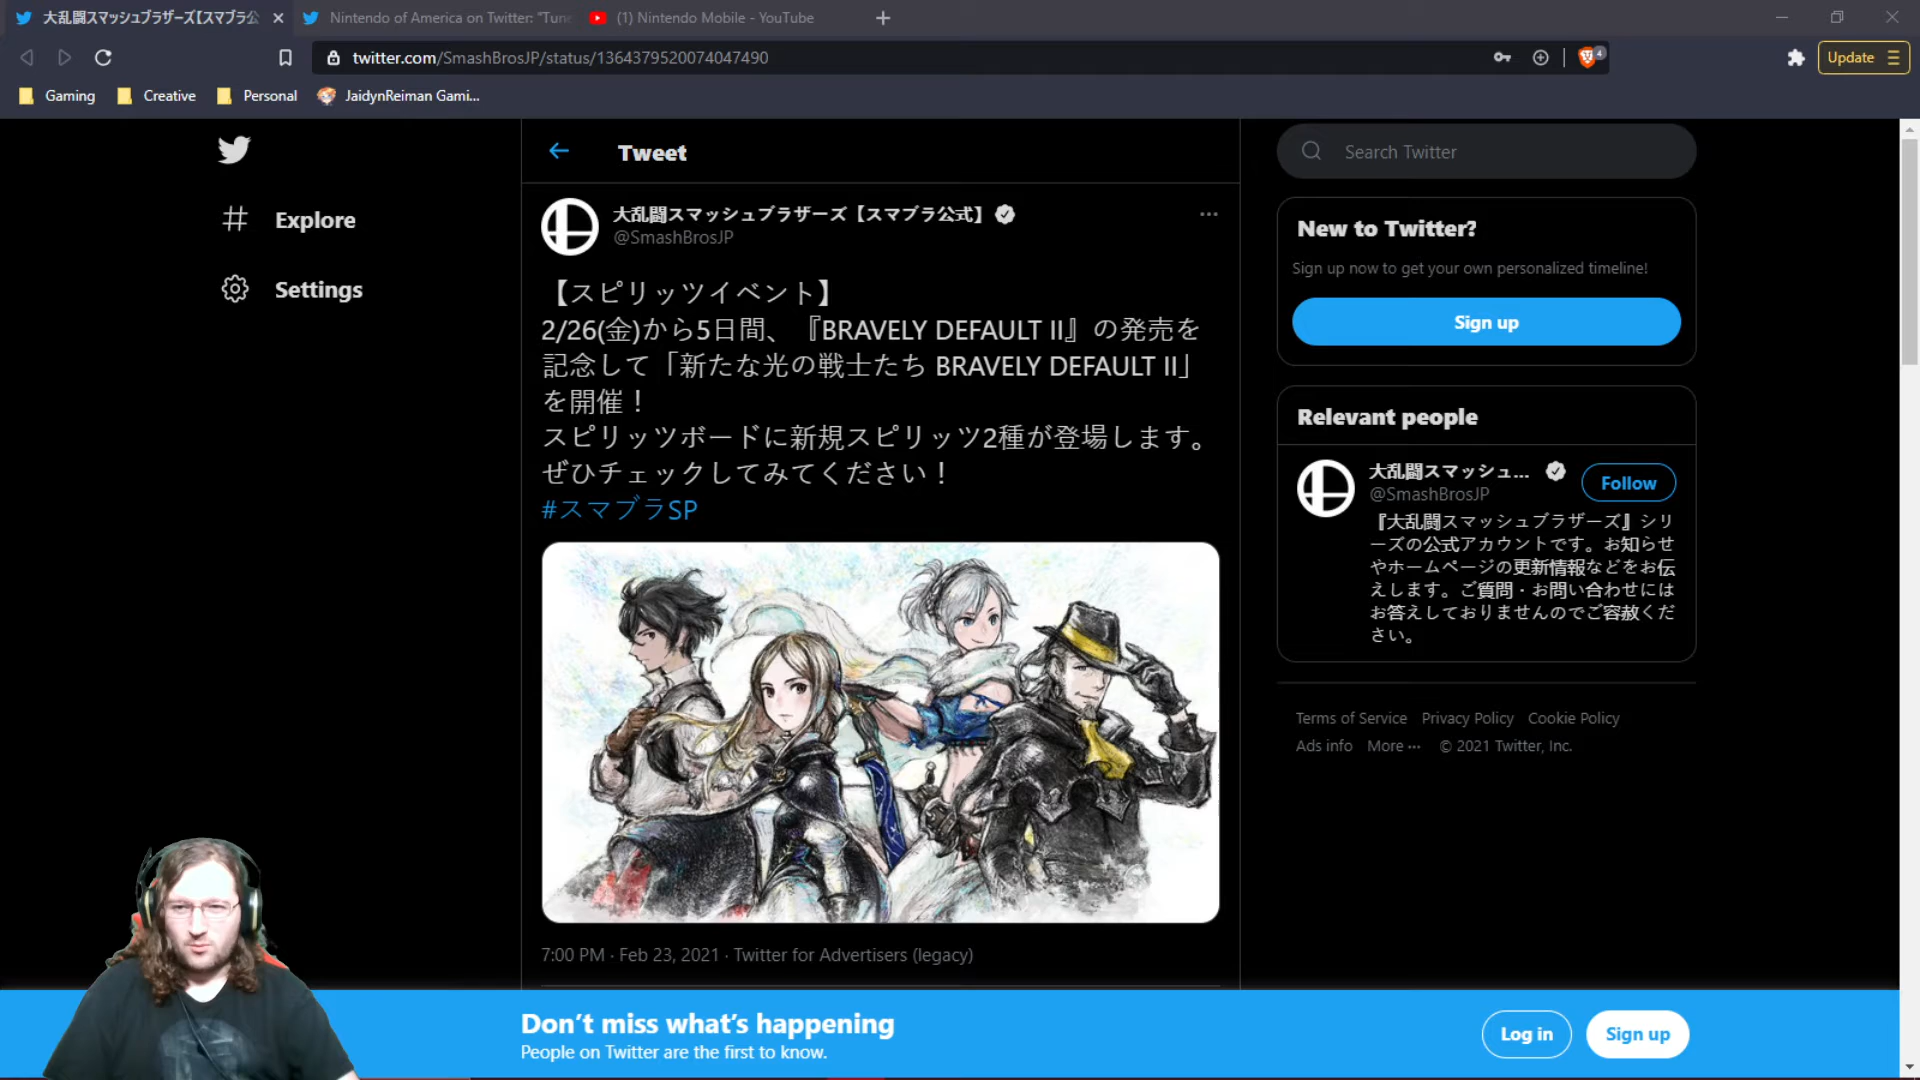 大乱闘スマッシュブラザーズ【スマブラ公
Nintendo of America on Twitter: "Tune
(1) Nintendo Mobile - YouTube
twitter.com/SmashBrosJP/status/1364379520074047490
4
Update
Gaming
Creative
Personal
JaidynReiman Gami...
Explore
Settings
Tweet
大乱闘スマッシュブラザーズ【スマブラ公式】
@SmashBrosJP
【スピリッツイベント】
2/26(金)から5日間、『BRAVELY DEFAULT II』の発売を
記念して「新たな光の戦士たち BRAVELY DEFAULT II」
を開催！
スピリッツボードに新規スピリッツ2種が登場します。
ぜひチェックしてみてください！
#スマブラSP
7:00 PM · Feb 23, 2021 · Twitter for Advertisers (legacy)
Search Twitter
New to Twitter?
Sign up now to get your own personalized timeline!
Sign up
Relevant people
大乱闘スマッシュ...
@SmashBrosJP
Follow
『大乱闘スマッシュブラザーズ』シリ
ーズの公式アカウントです。お知らせ
やホームページの更新情報などをお伝
えします。ご質問・お問い合わせには
お答えしておりませんのでご容赦くだ
さい。
Terms of Service Privacy Policy Cookie Policy
Ads info More ··· © 2021 Twitter, Inc.
Don't miss what's happening
People on Twitter are the first to know.
Log in
Sign up